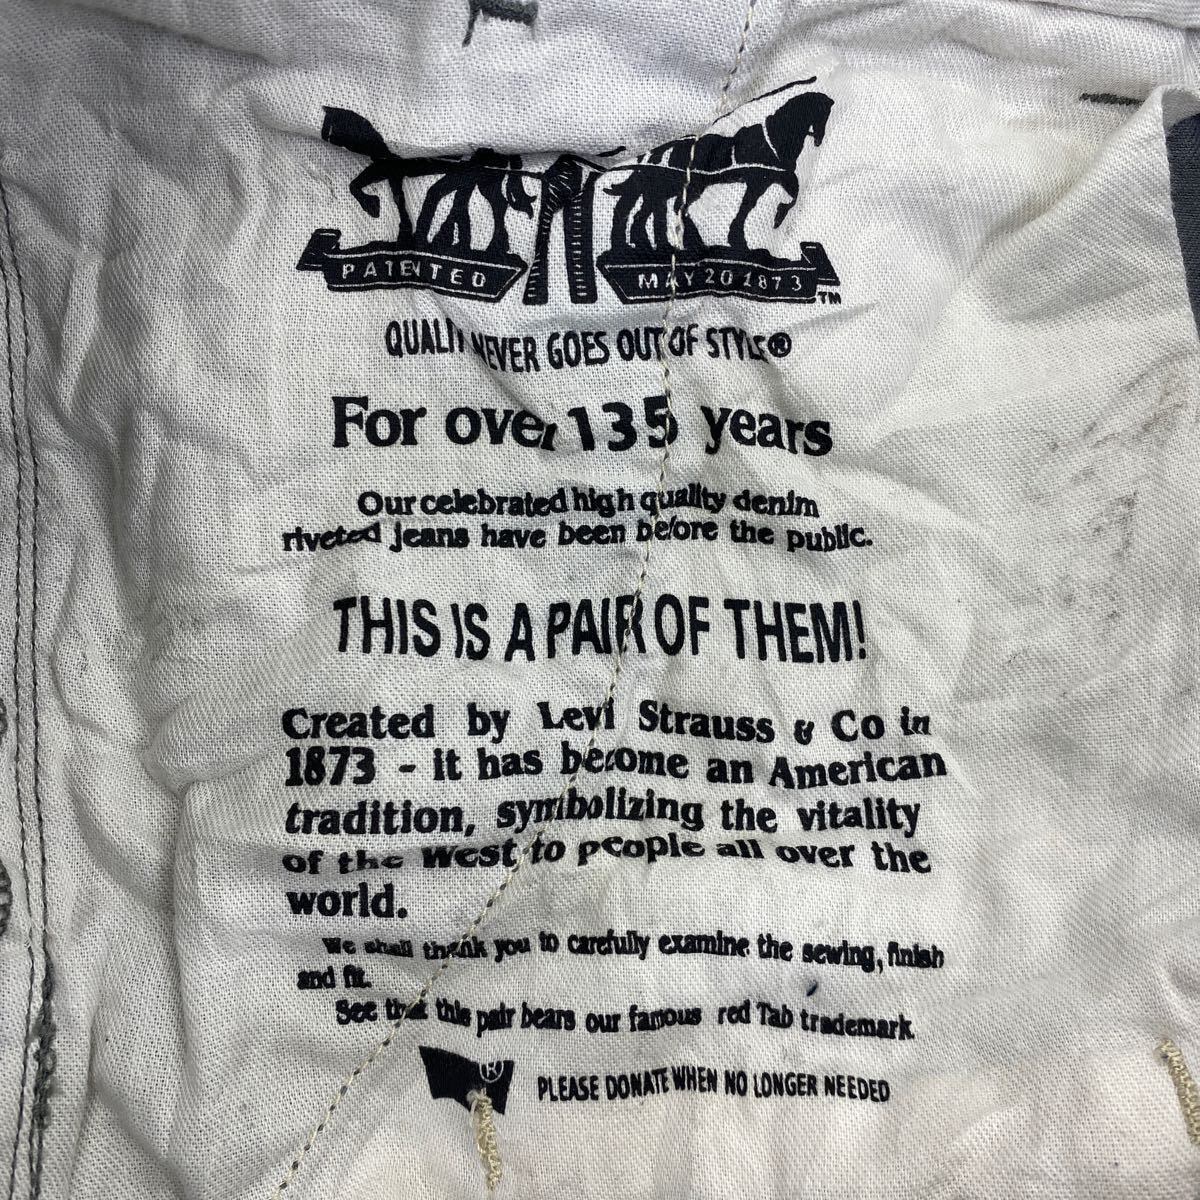 PATENTED MAY 20 1873 TM
QUALITY NEVER GOES OUT OF STYLE®
For over 135 years
Our celebrated high quality denim
riveted jeans have been before the public.
THIS IS A PAIR OF THEM!
Created by Levi Strauss & Co in
1873 - it has become an American
tradition, symbolizing the vitality
of the West to people all over the
world.
We shall thank you to carefully examine the sewing, finish
and fit.
See that this pair bears our famous red Tab trademark.
® PLEASE DONATE WHEN NO LONGER NEEDED